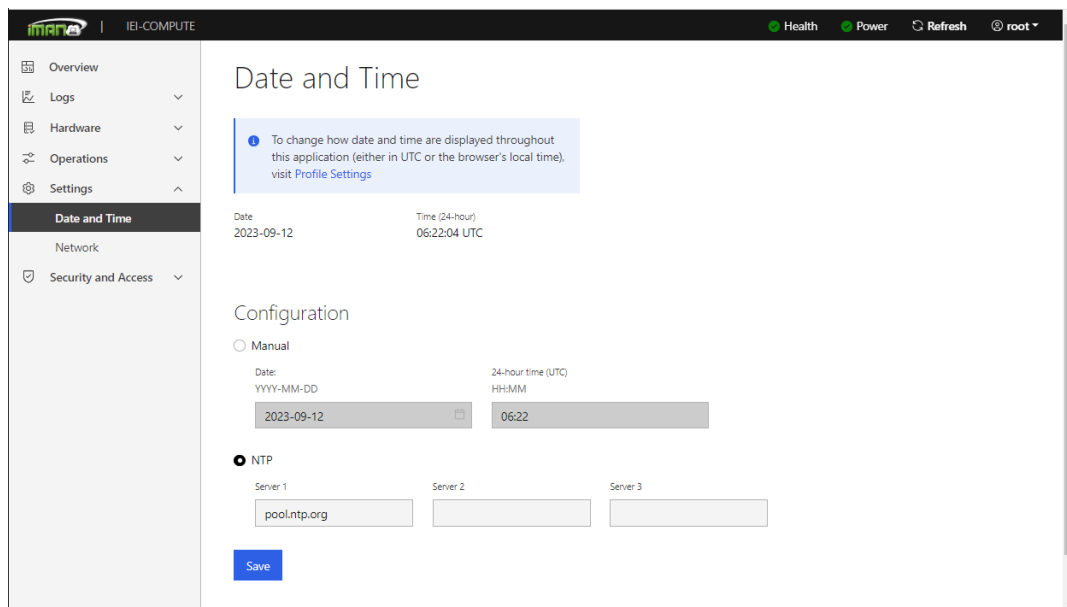 iMAN
IEI-COMPUTE
Health
Power
Refresh
root
Overview
Logs
Hardware
Operations
Settings
Date and Time
Network
Security and Access
Date and Time
To change how date and time are displayed throughout
this application (either in UTC or the browser's local time),
visit Profile Settings
Date
Time (24-hour)
2023-09-12
06:22:04 UTC
Configuration
Manual
Date:
24-hour time (UTC)
YYYY-MM-DD
HH:MM
2023-09-12
06:22
NTP
Server 1
Server 2
Server 3
pool.ntp.org
Save